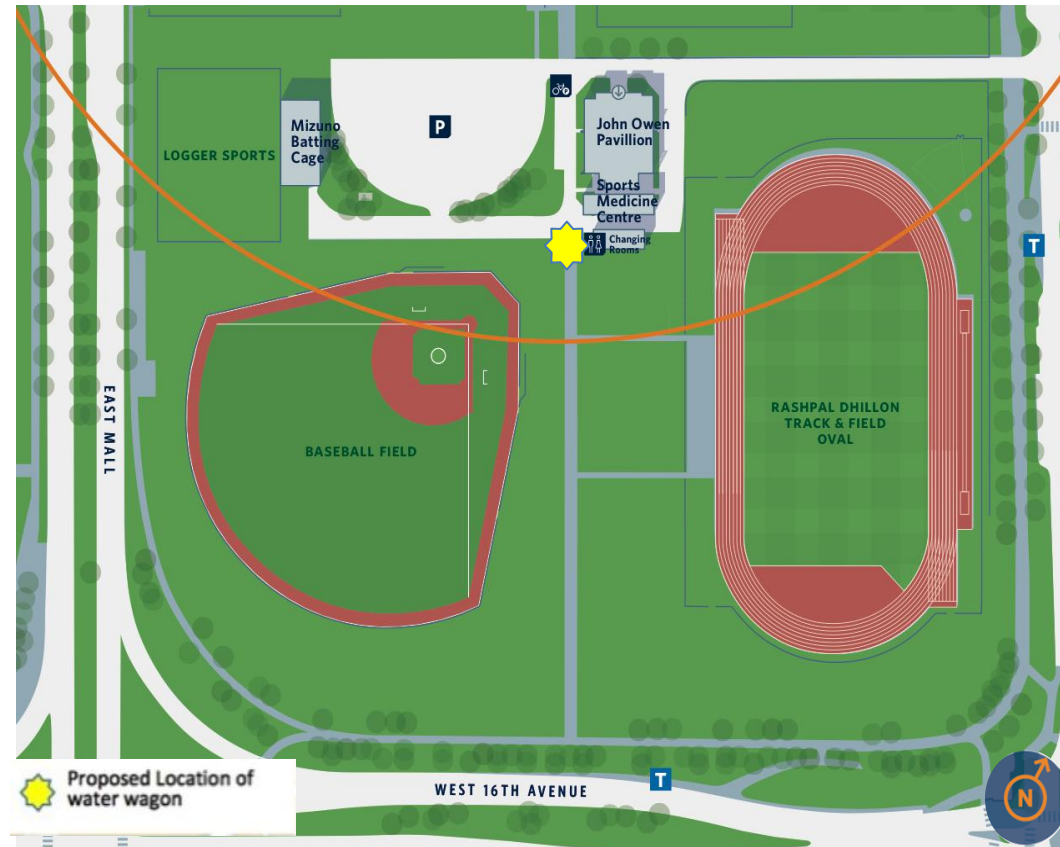 P
Mizuno
Batting
Cage
LOGGER SPORTS
John Owen
Pavillion
Sports
Medicine
Centre
Changing
Rooms
T
EAST MALL
BASEBALL FIELD
RASHPAL DHILLON
TRACK & FIELD
OVAL
Proposed Location of
water wagon
WEST 16TH AVENUE
T
N